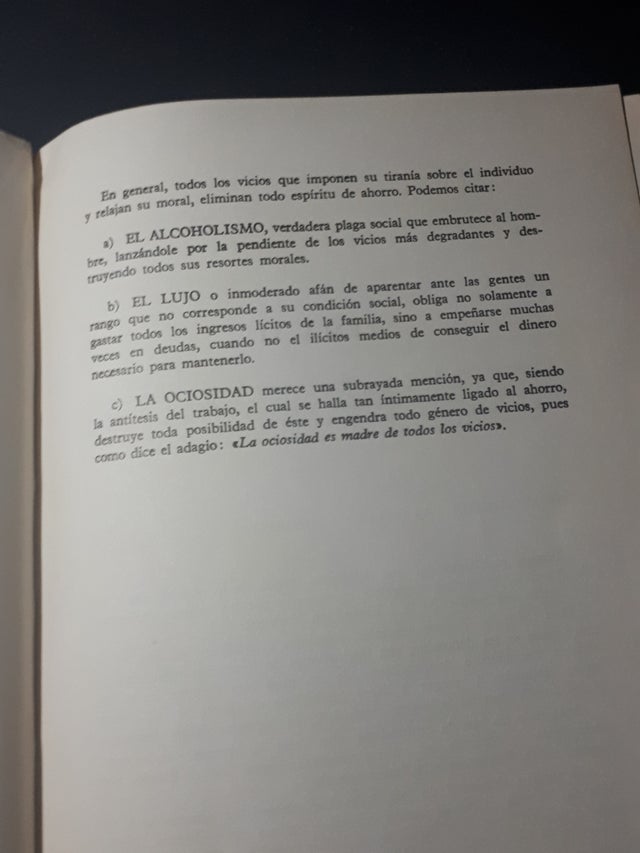 En general, todos los vicios que imponen su tiranía sobre el individuo
y relajan su moral, eliminan todo espíritu de ahorro. Podemos citar:
a) EL ALCOHOLISMO, verdadera plaga social que embrutece al hom-
bre, lanzándole por la pendiente de los vicios más degradantes y des-
truyendo todos sus resortes morales.
b) EL LUJO o inmoderado afán de aparentar ante las gentes un
rango que no corresponde a su condición social, obliga no solamente a
gastar todos los ingresos lícitos de la familia, sino a empeñarse muchas
veces en deudas, cuando no el ilícitos medios de conseguir el dinero
necesario para mantenerlo.
c) LA OCIOSIDAD merece una subrayada mención, ya que, siendo
la antítesis del trabajo, el cual se halla tan íntimamente ligado al ahorro,
destruye toda posibilidad de éste y engendra todo género de vicios, pues
como dice el adagio: «La ociosidad es madre de todos los vicios».